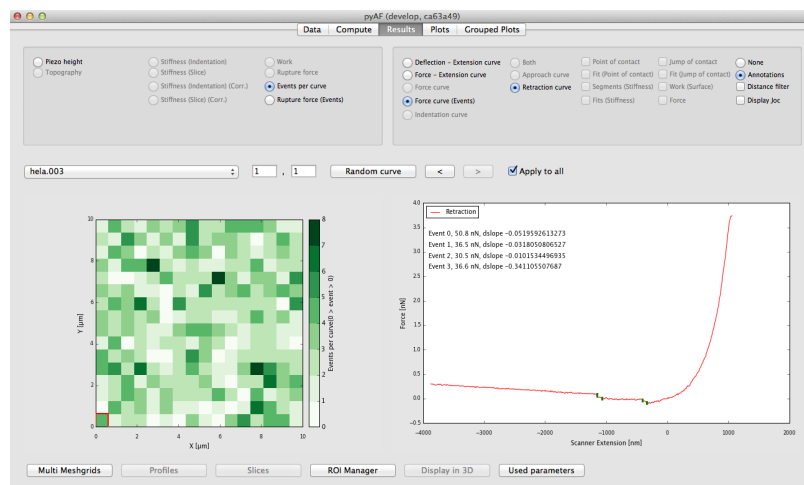 pyAF (develop, ca63a49)
Data Compute Results Plots Grouped Plots
Piezo height Stiffness (Indentation) Work
Topography Stiffness (Slice) Rupture force
Stiffness (Indentation) (Corr.) Events per curve
Stiffness (Slice) (Corr.) Rupture force (Events)
Deflection – Extension curve Both Point of contact Jump of contact None
Force – Extension curve Approach curve Fit (Point of contact) Fit (Jump of contact) Annotations
Force curve Retraction curve Segments (Stiffness) Work (Surface) Distance filter
Force curve (Events) Fits (Stiffness) Force Display Joc
Indentation curve
hela.003 1 , 1 Random curve < > Apply to all
10
8
6
4
2
0
Y [µm]
0 2 4 6 8 10
X [µm]
8
7
6
5
4
3
2
1
0
Events per curve(0 > event > 0)
4.0
3.5
3.0
2.5
2.0
1.5
1.0
0.5
0.0
−0.5
Force [nN]
Retraction
Event 0, 50.8 nN, dslope −0.0519592613273
Event 1, 36.5 nN, dslope −0.0318050806527
Event 2, 30.5 nN, dslope −0.0101534496935
Event 3, 36.6 nN, dslope −0.341105507687
−4000 −3000 −2000 −1000 0 1000 2000
Scanner Extension [nm]
Multi Meshgrids Profiles Slices ROI Manager Display in 3D Used parameters